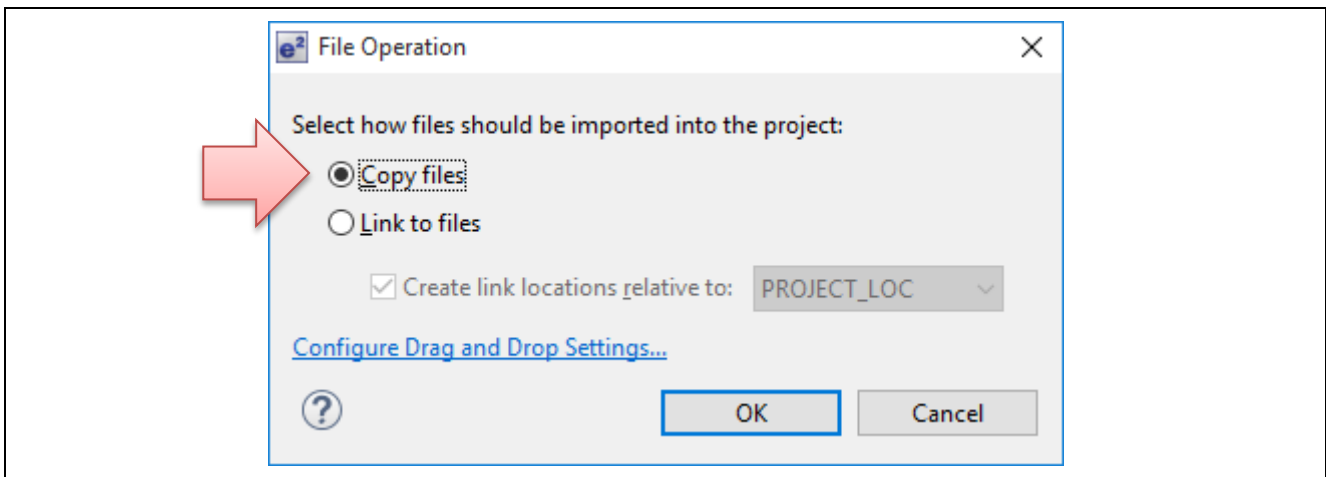 e² File Operation
Select how files should be imported into the project:
Copy files
Link to files
Create link locations relative to: PROJECT_LOC
Configure Drag and Drop Settings...
? OK Cancel